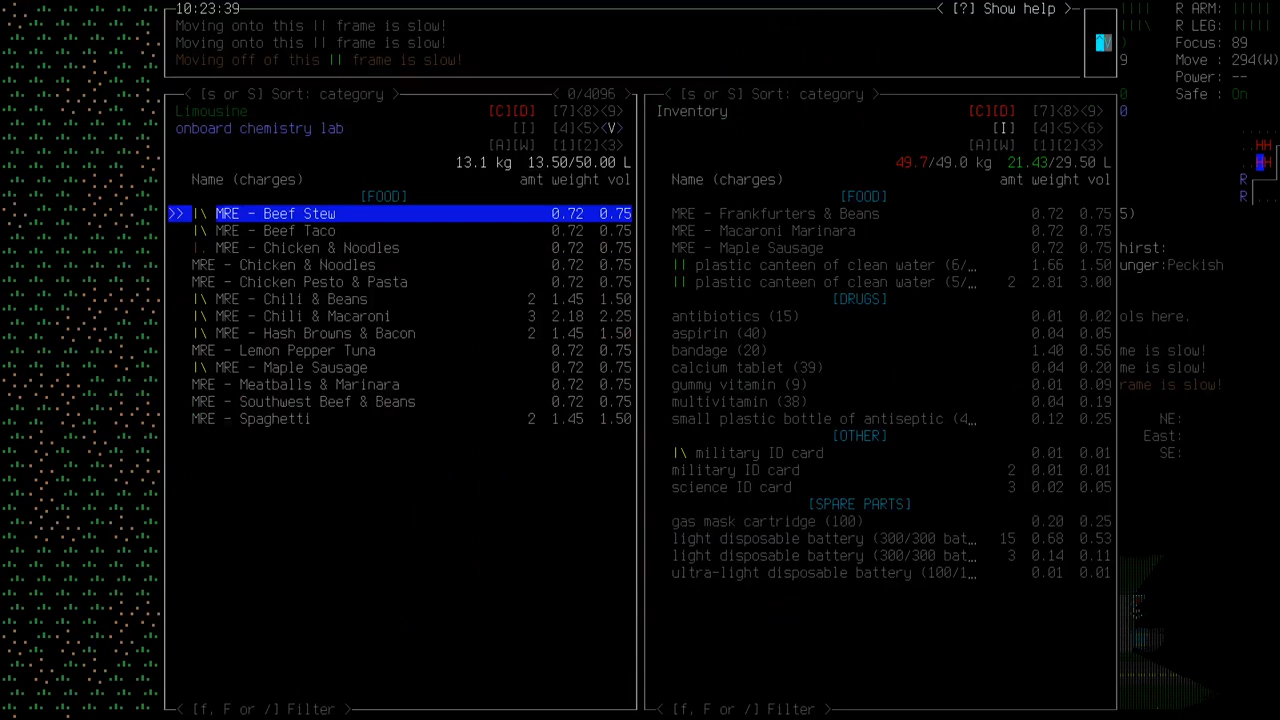 10:23:39
< [?] Show help >
Moving onto this || frame is slow!
Moving onto this || frame is slow!
Moving off of this || frame is slow!
R ARM:
R LEG:
Focus: 89
9 Move : 294(W)
Power: --
0 Safe : On
0
< [s or S] Sort: category > < 0/4096 >
Limousine [C][D] [7]<8><9>
onboard chemistry lab [I] [4]<5><V>
[A][W] [1][2]<3>
13.1 kg 13.50/50.00 L
Name (charges) amt weight vol
[FOOD]
>> |\ MRE - Beef Stew 0.72 0.75
|\ MRE - Beef Taco 0.72 0.75
|. MRE - Chicken & Noodles 0.72 0.75
MRE - Chicken & Noodles 0.72 0.75
MRE - Chicken Pesto & Pasta 0.72 0.75
|\ MRE - Chili & Beans 2 1.45 1.50
|\ MRE - Chili & Macaroni 3 2.18 2.25
|\ MRE - Hash Browns & Bacon 2 1.45 1.50
MRE - Lemon Pepper Tuna 0.72 0.75
|\ MRE - Maple Sausage 0.72 0.75
MRE - Meatballs & Marinara 0.72 0.75
MRE - Southwest Beef & Beans 0.72 0.75
MRE - Spaghetti 2 1.45 1.50
< [f, F or /] Filter >
< [s or S] Sort: category >
Inventory [C][D] [7]<8><9>
[I] [4]<5><6>
[A][W] [1][2]<3>
49.7/49.0 kg 21.43/29.50 L
Name (charges) amt weight vol
[FOOD]
MRE - Frankfurters & Beans 0.72 0.75
MRE - Macaroni Marinara 0.72 0.75
MRE - Maple Sausage 0.72 0.75
|| plastic canteen of clean water (6/… 1.66 1.50
|| plastic canteen of clean water (5/… 2 2.81 3.00
[DRUGS]
antibiotics (15) 0.01 0.02
aspirin (40) 0.04 0.05
bandage (20) 1.40 0.56
calcium tablet (39) 0.04 0.20
gummy vitamin (9) 0.01 0.09
multivitamin (38) 0.04 0.19
small plastic bottle of antiseptic (4… 0.12 0.25
[OTHER]
|\ military ID card 0.01 0.01
military ID card 2 0.01 0.01
science ID card 3 0.02 0.05
[SPARE PARTS]
gas mask cartridge (100) 0.20 0.25
light disposable battery (300/300 bat… 15 0.68 0.53
light disposable battery (300/300 bat… 3 0.14 0.11
ultra-light disposable battery (100/1… 0.01 0.01
< [f, F or /] Filter >
HH
HH
R
R
5)
hirst:
unger:Peckish
ols here.
me is slow!
me is slow!
rame is slow!
NE:
East:
SE: